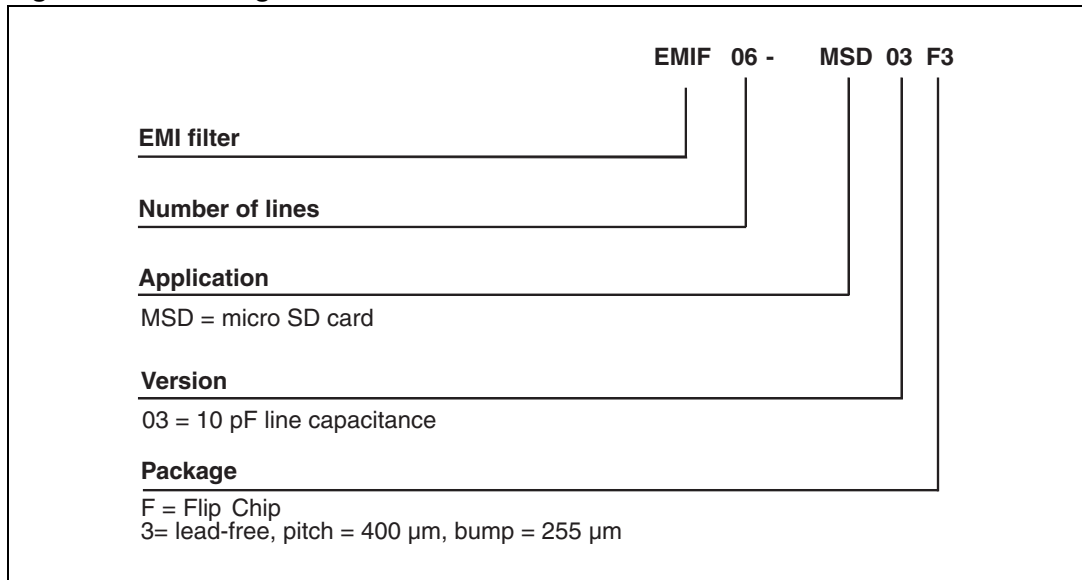 EMIF 06 - MSD 03 F3
EMI filter
Number of lines
Application
MSD = micro SD card
Version
03 = 10 pF line capacitance
Package
F = Flip Chip
3= lead-free, pitch = 400 µm, bump = 255 µm